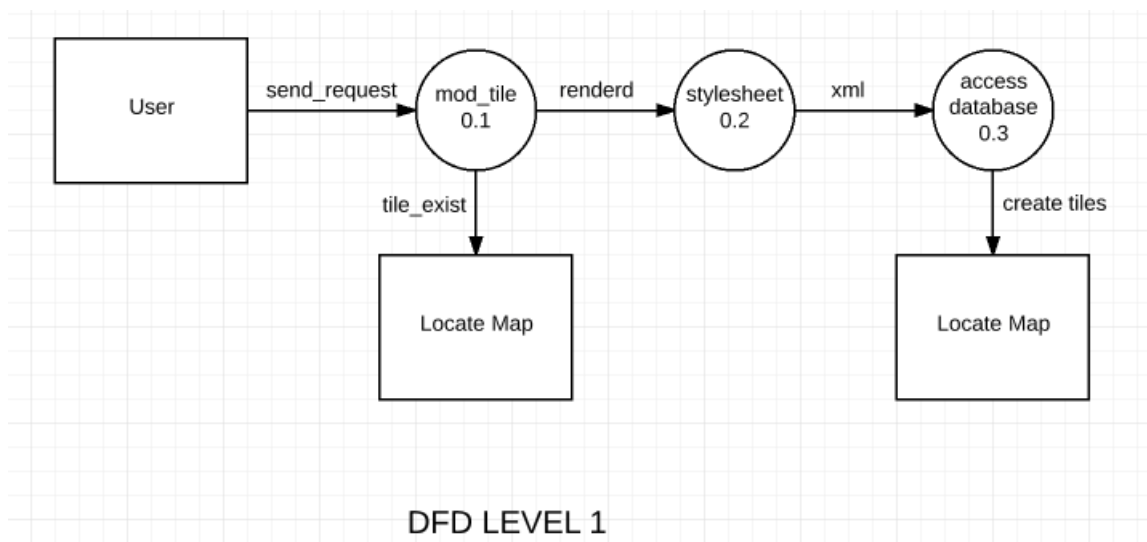 User
send_request
mod_tile
0.1
renderd
stylesheet
0.2
xml
access
database
0.3
tile_exist
create tiles
Locate Map
Locate Map
DFD LEVEL 1